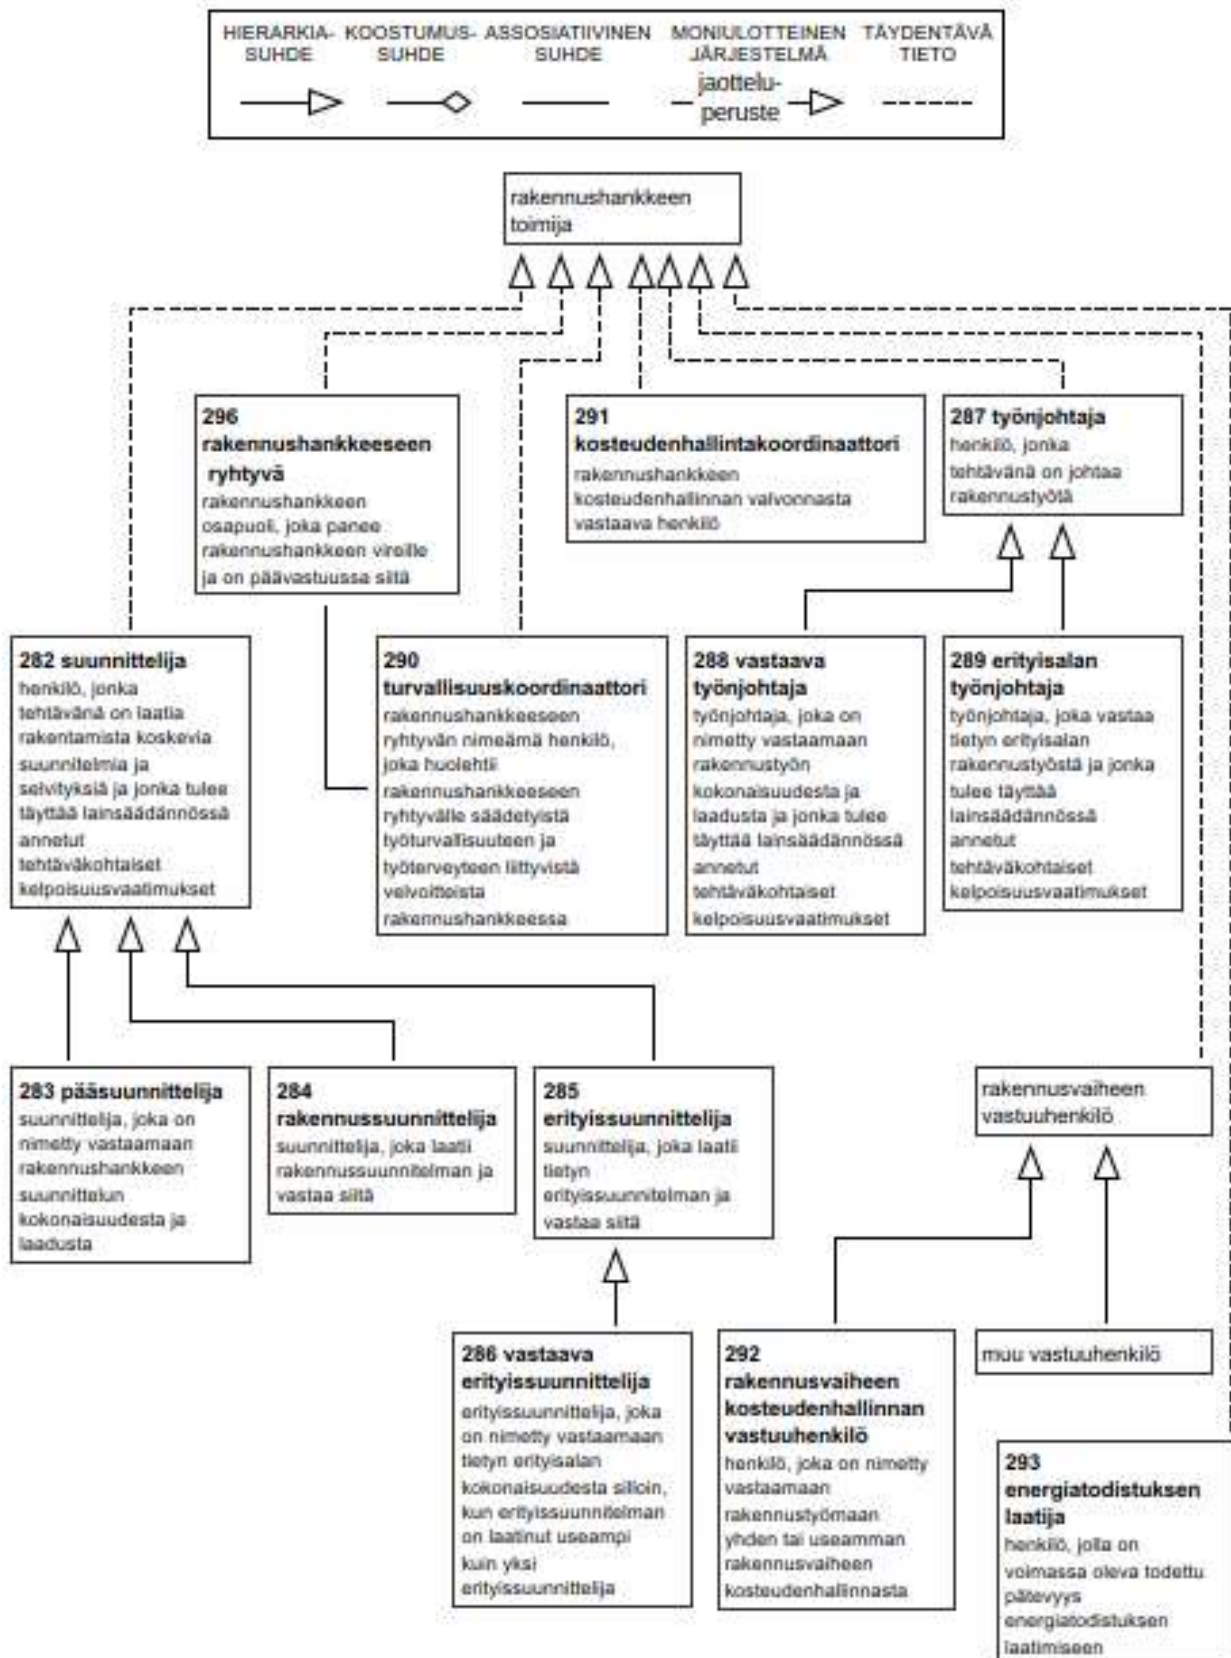 HIERARKIA-
SUHDE
KOOSTUMUS-
SUHDE
ASSOSIATIIVINEN
SUHDE
MONIULOTTEINEN
JÄRJESTELMÄ
TÄYDENTÄVÄ
TIETO
jaottelu-
peruste
rakennushankkeen
toimija
296
rakennushankkeeseen
ryhtyvä
rakennushankkeen
osapuoli, joka panee
rakennushankkeen vireille
ja on päävastuussa siitä
291
kosteudenhallintakoordinaattori
rakennushankkeen
kosteudenhallinnan valvonnasta
vastaava henkilö
287 työnjohtaja
henkilö, jonka
tehtävänä on johtaa
rakennustyötä
282 suunnittelija
henkilö, jonka
tehtävänä on laatia
rakentamista koskevia
suunnitelmia ja
selvityksiä ja jonka tulee
täyttää lainsäädännössä
annetut
tehtäväkohtaiset
kelpoisuusvaatimukset
290
turvallisuuskoordinaattori
rakennushankkeeseen
ryhtyvän nimeämä henkilö,
joka huolehtii
rakennushankkeeseen
ryhtyvälle säädetyistä
työturvallisuuteen ja
työterveyteen liittyvistä
velvoitteista
rakennushankkeessa
288 vastaava
työnjohtaja
työnjohtaja, joka on
nimetty vastaamaan
rakennustyön
kokonaisuudesta ja
laadusta ja jonka tulee
täyttää lainsäädännössä
annetut
tehtäväkohtaiset
kelpoisuusvaatimukset
289 erityisalan
työnjohtaja
työnjohtaja, joka vastaa
tietyn erityisalan
rakennustyöstä ja jonka
tulee täyttää
lainsäädännössä
annetut
tehtäväkohtaiset
kelpoisuusvaatimukset
283 pääsuunnittelija
suunnittelija, joka on
nimetty vastaamaan
rakennushankkeen
suunnittelun
kokonaisuudesta ja
laadusta
284
rakennussuunnittelija
suunnittelija, joka laatii
rakennussuunnitelman ja
vastaa siitä
285
erityissuunnittelija
suunnittelija, joka laatii
tietyn
erityissuunnitelman ja
vastaa siitä
rakennusvaiheen
vastuuhenkilö
286 vastaava
erityissuunnittelija
erityissuunnittelija, joka
on nimetty vastaamaan
tietyn erityisalan
kokonaisuudesta silloin,
kun erityissuunnitelman
on laatinut useampi
kuin yksi
erityissuunnittelija
292
rakennusvaiheen
kosteudenhallinnan
vastuuhenkilö
henkilö, joka on nimetty
vastaamaan
rakennustyömaan
yhden tai useamman
rakennusvaiheen
kosteudenhallinnasta
muu vastuuhenkilö
293
energiatodistuksen
laatija
henkilö, jolla on
voimassa oleva todettu
pätevyys
energiatodistuksen
laatimiseen